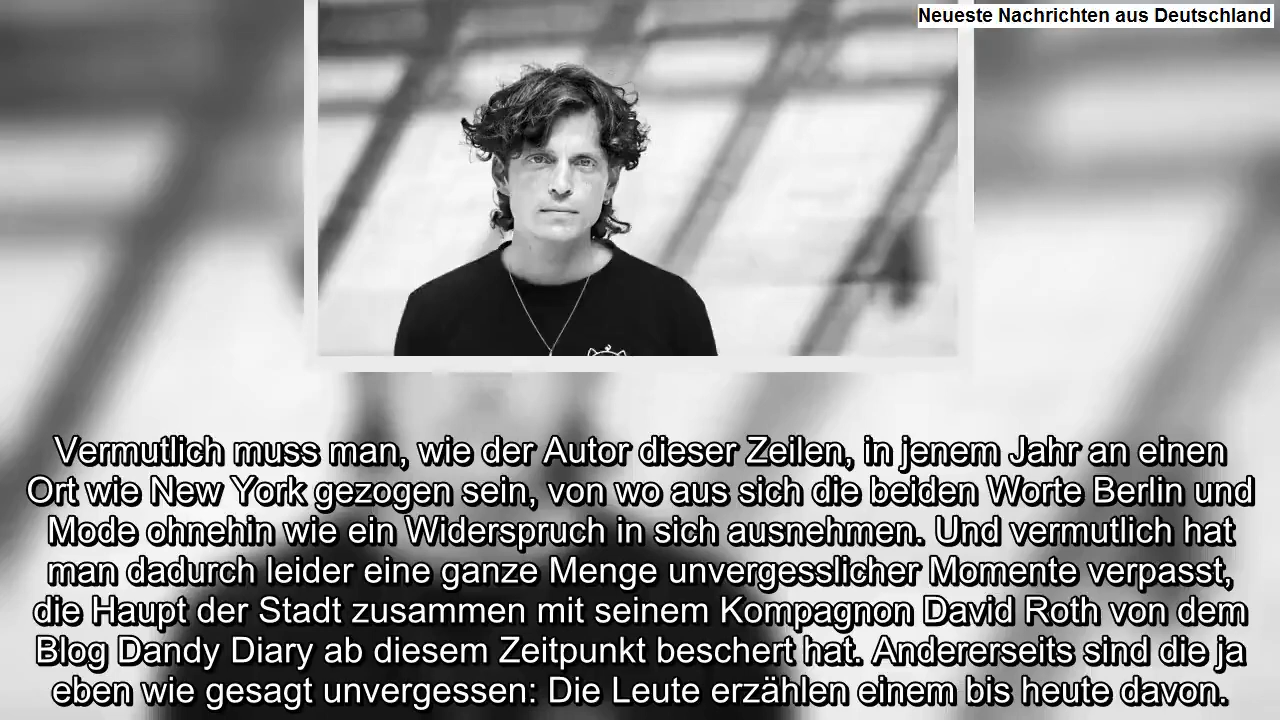 Neueste Nachrichten aus Deutschland
Vermutlich muss man, wie der Autor dieser Zeilen, in jenem Jahr an einen
Ort wie New York gezogen sein, von wo aus sich die beiden Worte Berlin und
Mode ohnehin wie ein Widerspruch in sich ausnehmen. Und vermutlich hat
man dadurch leider eine ganze Menge unvergesslicher Momente verpasst,
die Haupt der Stadt zusammen mit seinem Kompagnon David Roth von dem
Blog Dandy Diary ab diesem Zeitpunkt beschert hat. Andererseits sind die ja
eben wie gesagt unvergessen: Die Leute erzählen einem bis heute davon.